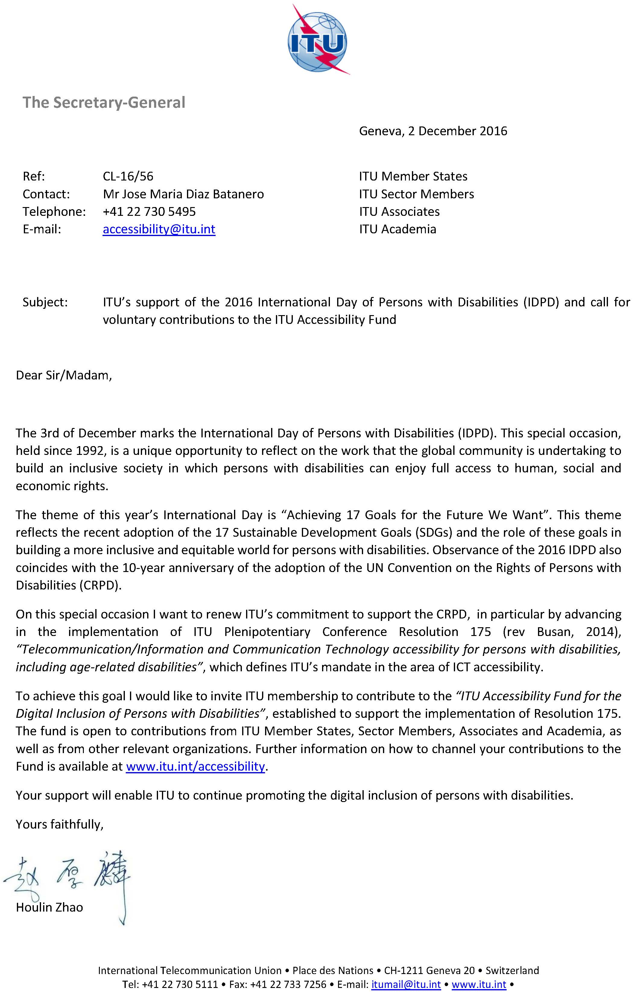 ITU
The Secretary-General
Geneva, 2 December 2016
Ref: CL-16/56
Contact: Mr Jose Maria Diaz Batanero
Telephone: +41 22 730 5495
E-mail: accessibility@itu.int
ITU Member States
ITU Sector Members
ITU Associates
ITU Academia
Subject: ITU’s support of the 2016 International Day of Persons with Disabilities (IDPD) and call for
voluntary contributions to the ITU Accessibility Fund
Dear Sir/Madam,
The 3rd of December marks the International Day of Persons with Disabilities (IDPD). This special occasion,
held since 1992, is a unique opportunity to reflect on the work that the global community is undertaking to
build an inclusive society in which persons with disabilities can enjoy full access to human, social and
economic rights.
The theme of this year’s International Day is “Achieving 17 Goals for the Future We Want”. This theme
reflects the recent adoption of the 17 Sustainable Development Goals (SDGs) and the role of these goals in
building a more inclusive and equitable world for persons with disabilities. Observance of the 2016 IDPD also
coincides with the 10-year anniversary of the adoption of the UN Convention on the Rights of Persons with
Disabilities (CRPD).
On this special occasion I want to renew ITU’s commitment to support the CRPD, in particular by advancing
in the implementation of ITU Plenipotentiary Conference Resolution 175 (rev Busan, 2014),
“Telecommunication/Information and Communication Technology accessibility for persons with disabilities,
including age-related disabilities”, which defines ITU’s mandate in the area of ICT accessibility.
To achieve this goal I would like to invite ITU membership to contribute to the “ITU Accessibility Fund for the
Digital Inclusion of Persons with Disabilities”, established to support the implementation of Resolution 175.
The fund is open to contributions from ITU Member States, Sector Members, Associates and Academia, as
well as from other relevant organizations. Further information on how to channel your contributions to the
Fund is available at www.itu.int/accessibility.
Your support will enable ITU to continue promoting the digital inclusion of persons with disabilities.
Yours faithfully,
赵厚麟
Houlin Zhao
International Telecommunication Union • Place des Nations • CH-1211 Geneva 20 • Switzerland
Tel: +41 22 730 5111 • Fax: +41 22 733 7256 • E-mail: itumail@itu.int • www.itu.int •